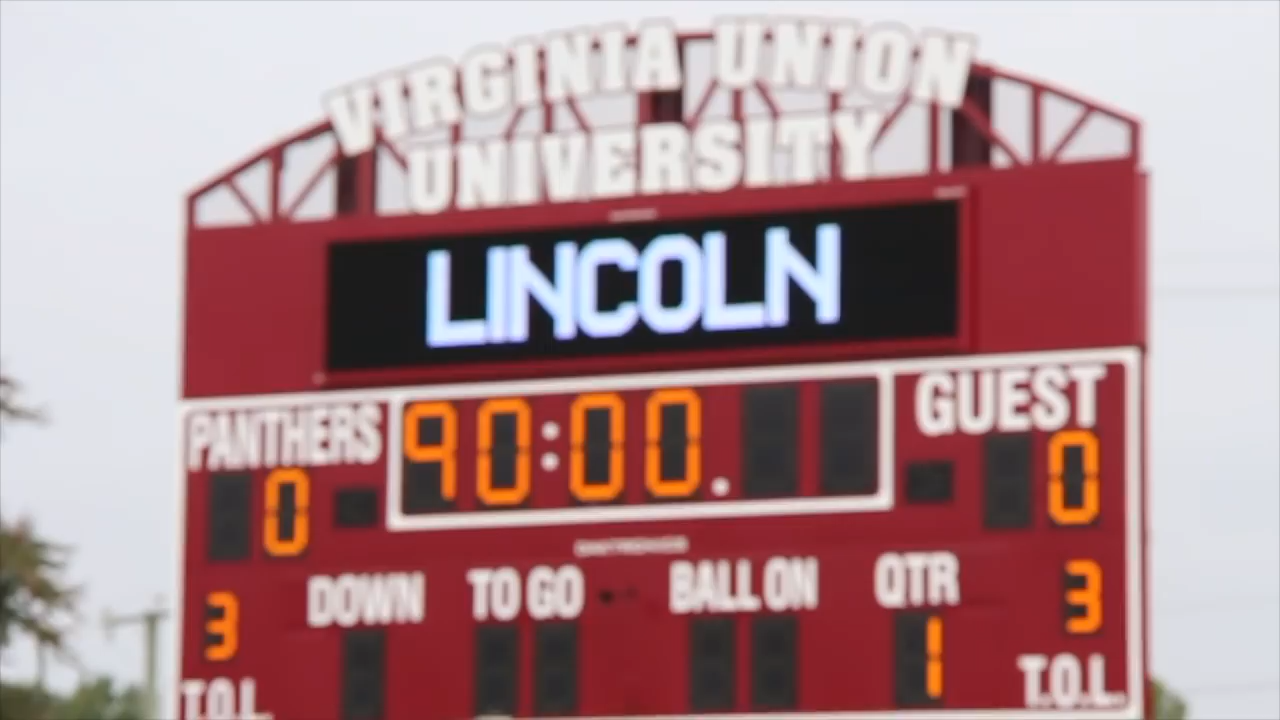 VIRGINIA UNION
UNIVERSITY
LINCOLN
PANTHERS 90:00. GUEST
0 0
DOWN TO GO BALL ON QTR
3 1 3
T.O.L. T.O.L.